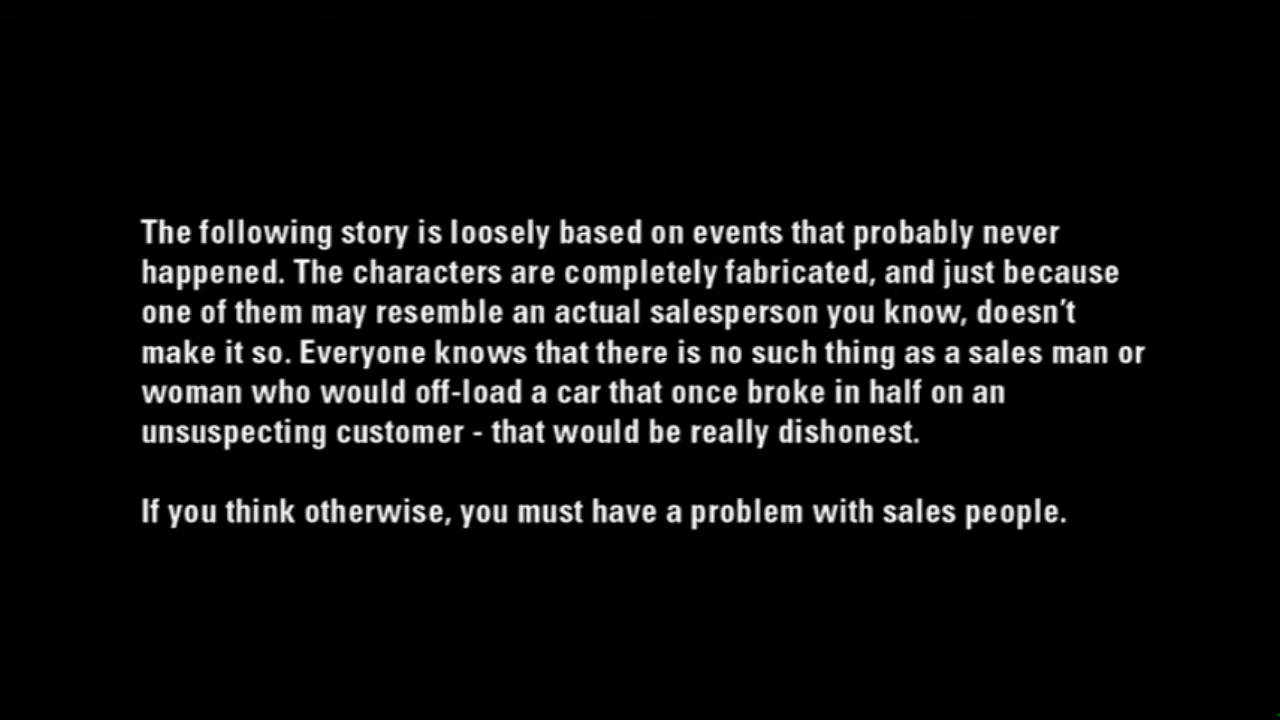 The following story is loosely based on events that probably never
happened. The characters are completely fabricated, and just because
one of them may resemble an actual salesperson you know, doesn’t
make it so. Everyone knows that there is no such thing as a sales man or
woman who would off-load a car that once broke in half on an
unsuspecting customer - that would be really dishonest.
If you think otherwise, you must have a problem with sales people.